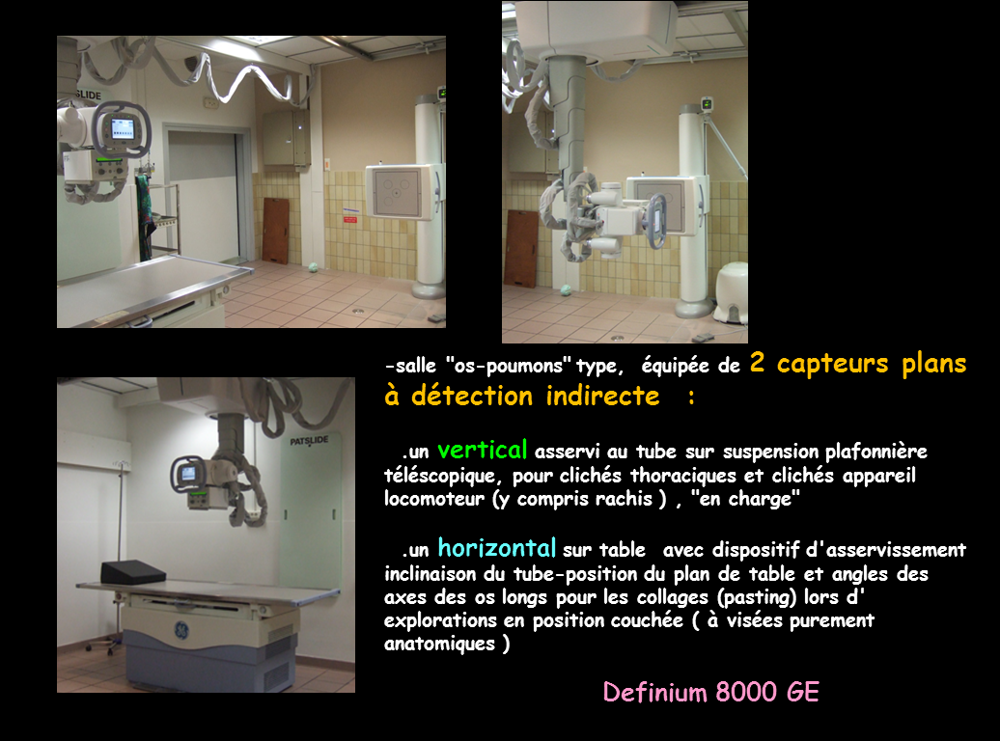 SLIDE
PATSLIDE
-salle "os-poumons" type, équipée de 2 capteurs plans
à détection indirecte :
.un vertical asservi au tube sur suspension plafonnière
téléscopique, pour clichés thoraciques et clichés appareil
locomoteur (y compris rachis ) , "en charge"
.un horizontal sur table avec dispositif d'asservissement
inclinaison du tube-position du plan de table et angles des
axes des os longs pour les collages (pasting) lors d'
explorations en position couchée ( à visées purement
anatomiques )
Definium 8000 GE